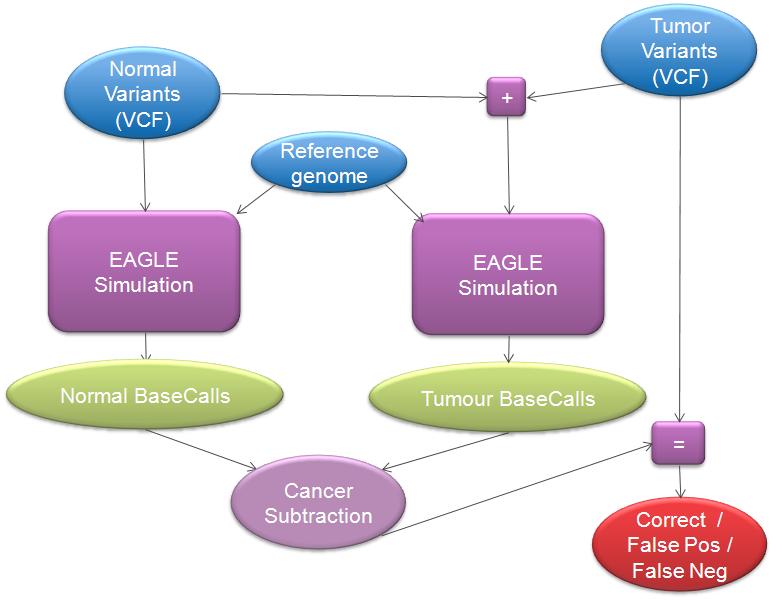 Normal
Variants
(VCF)
+
Tumor
Variants
(VCF)
Reference
genome
EAGLE
Simulation
EAGLE
Simulation
Normal BaseCalls
Tumour BaseCalls
=
Cancer
Subtraction
Correct /
False Pos /
False Neg